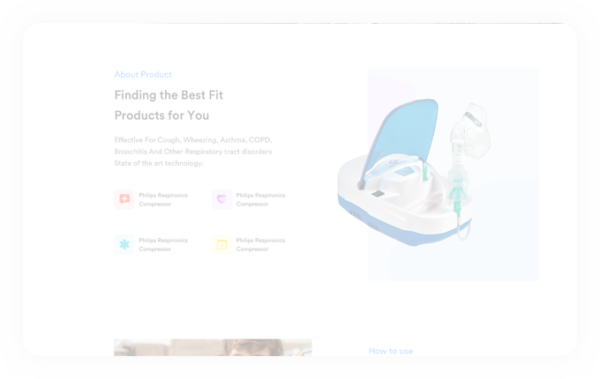 About Product
Finding the Best Fit
Products for You
Effective For Cough, Wheezing, Asthma, COPD,
Bronchitis And Other Respiratory tract disorders
State of the art technology.
Philips Respironics
Compressor
Philips Respironics
Compressor
Philips Respironics
Compressor
Philips Respironics
Compressor
How to use